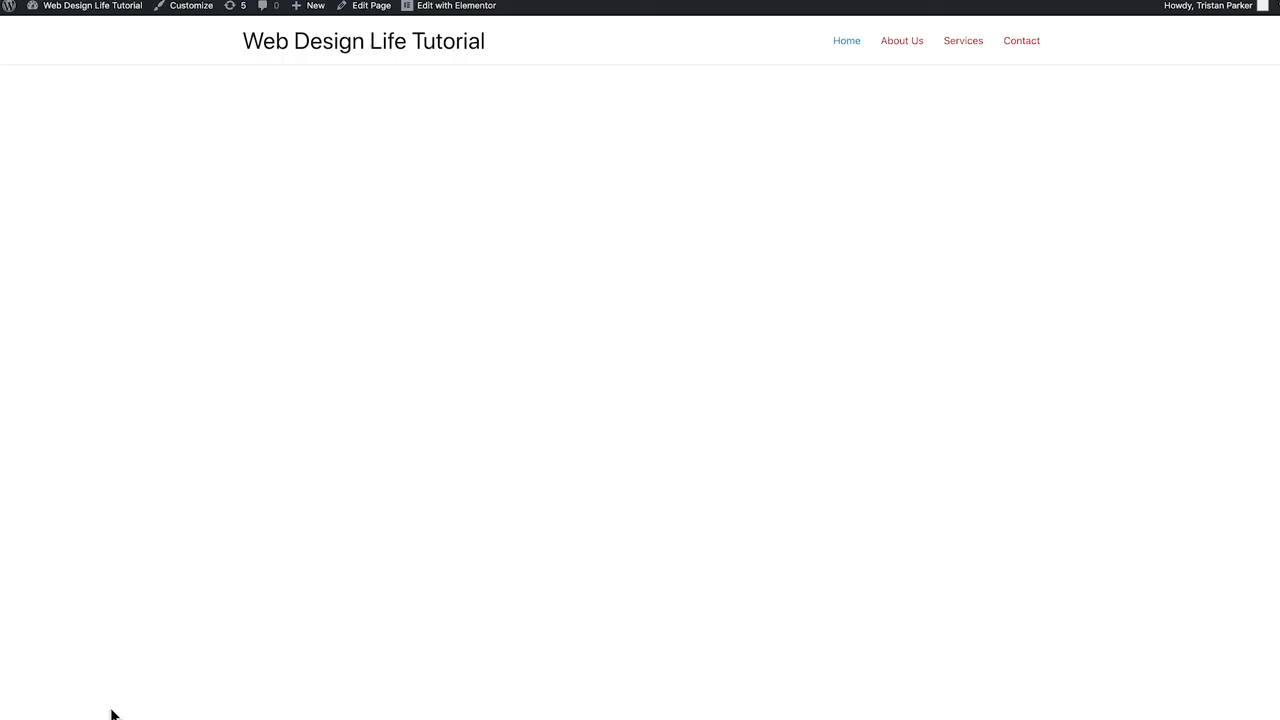 Web Design Life Tutorial Customize 5 0 New Edit Page Edit with Elementor Howdy, Tristan Parker
Web Design Life Tutorial Home About Us Services Contact